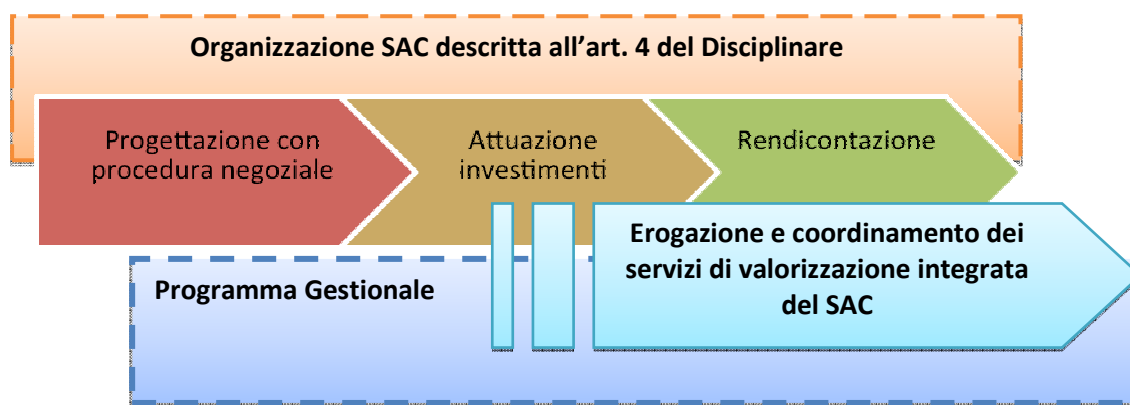 Organizzazione SAC descritta all’art. 4 del Disciplinare
Progettazione con
procedura negoziale
Attuazione
investimenti
Rendicontazione
Erogazione e coordinamento dei
servizi di valorizzazione integrata
del SAC
Programma Gestionale